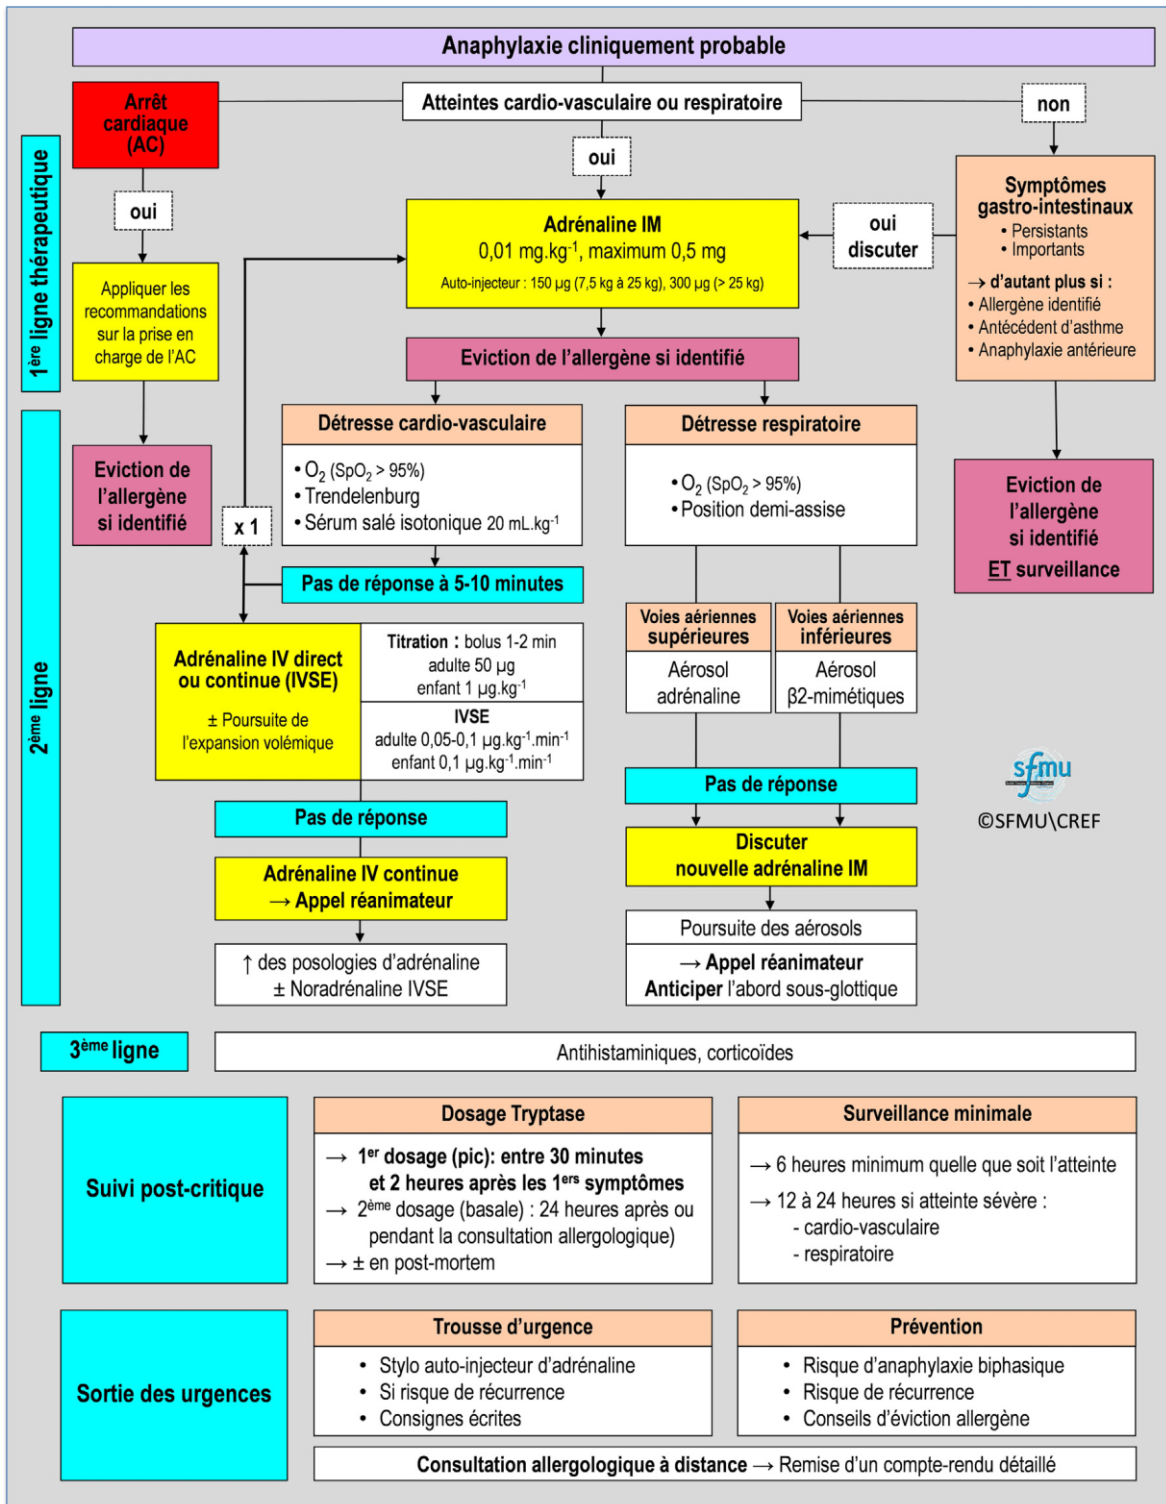 Anaphylaxie cliniquement probable
Arrêt
cardiaque
(AC)
Atteintes cardio-vasculaire ou respiratoire
non
oui
oui
1ère ligne thérapeutique
Adrénaline IM
0,01 mg.kg⁻¹, maximum 0,5 mg
Auto-injecteur : 150 µg (7,5 kg à 25 kg), 300 µg (> 25 kg)
oui
discuter
Symptômes
gastro-intestinaux
• Persistants
• Importants
→ d'autant plus si :
• Allergène identifié
• Antécédent d'asthme
• Anaphylaxie antérieure
Appliquer les
recommandations
sur la prise en
charge de l'AC
Eviction de l'allergène si identifié
2ème ligne
Eviction de
l'allergène
si identifié
x 1
Détresse cardio-vasculaire
• O₂ (SpO₂ > 95%)
• Trendelenburg
• Sérum salé isotonique 20 mL.kg⁻¹
Détresse respiratoire
• O₂ (SpO₂ > 95%)
• Position demi-assise
Eviction de
l'allergène
si identifié
ET surveillance
Pas de réponse à 5-10 minutes
Adrénaline IV direct
ou continue (IVSE)
± Poursuite de
l'expansion volémique
Titration : bolus 1-2 min
adulte 50 µg
enfant 1 µg.kg⁻¹
IVSE
adulte 0,05-0,1 µg.kg⁻¹.min⁻¹
enfant 0,1 µg.kg⁻¹.min⁻¹
Voies aériennes
supérieures
Aérosol
adrénaline
Voies aériennes
inférieures
Aérosol
β2-mimétiques
Pas de réponse
Pas de réponse
sfmu
©SFMU\CREF
Adrénaline IV continue
→ Appel réanimateur
Discuter
nouvelle adrénaline IM
↑ des posologies d'adrénaline
± Noradrénaline IVSE
Poursuite des aérosols
→ Appel réanimateur
Anticiper l'abord sous-glottique
3ème ligne
Antihistaminiques, corticoïdes
Suivi post-critique
Dosage Tryptase
→ 1er dosage (pic): entre 30 minutes
et 2 heures après les 1ers symptômes
→ 2ème dosage (basale) : 24 heures après ou
pendant la consultation allergologique)
→ ± en post-mortem
Surveillance minimale
→ 6 heures minimum quelle que soit l'atteinte
→ 12 à 24 heures si atteinte sévère :
- cardio-vasculaire
- respiratoire
Sortie des urgences
Trousse d'urgence
• Stylo auto-injecteur d'adrénaline
• Si risque de récurrence
• Consignes écrites
Prévention
• Risque d'anaphylaxie biphasique
• Risque de récurrence
• Conseils d'éviction allergène
Consultation allergologique à distance → Remise d'un compte-rendu détaillé